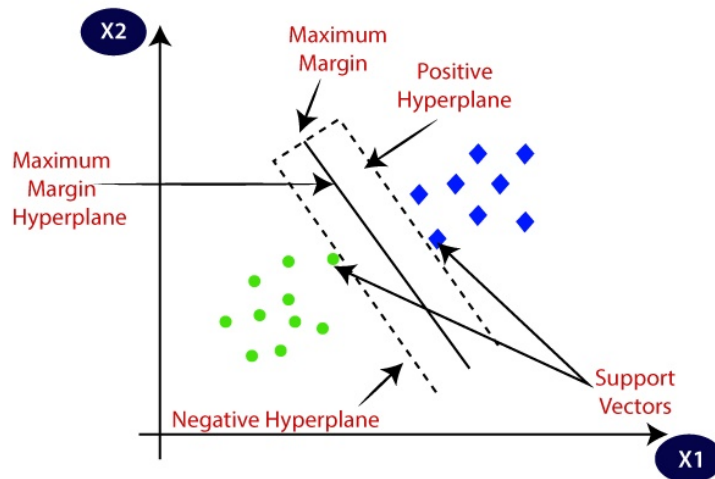 X2
Maximum
Margin
Positive
Hyperplane
Maximum
Margin
Hyperplane
Support
Vectors
Negative Hyperplane
X1